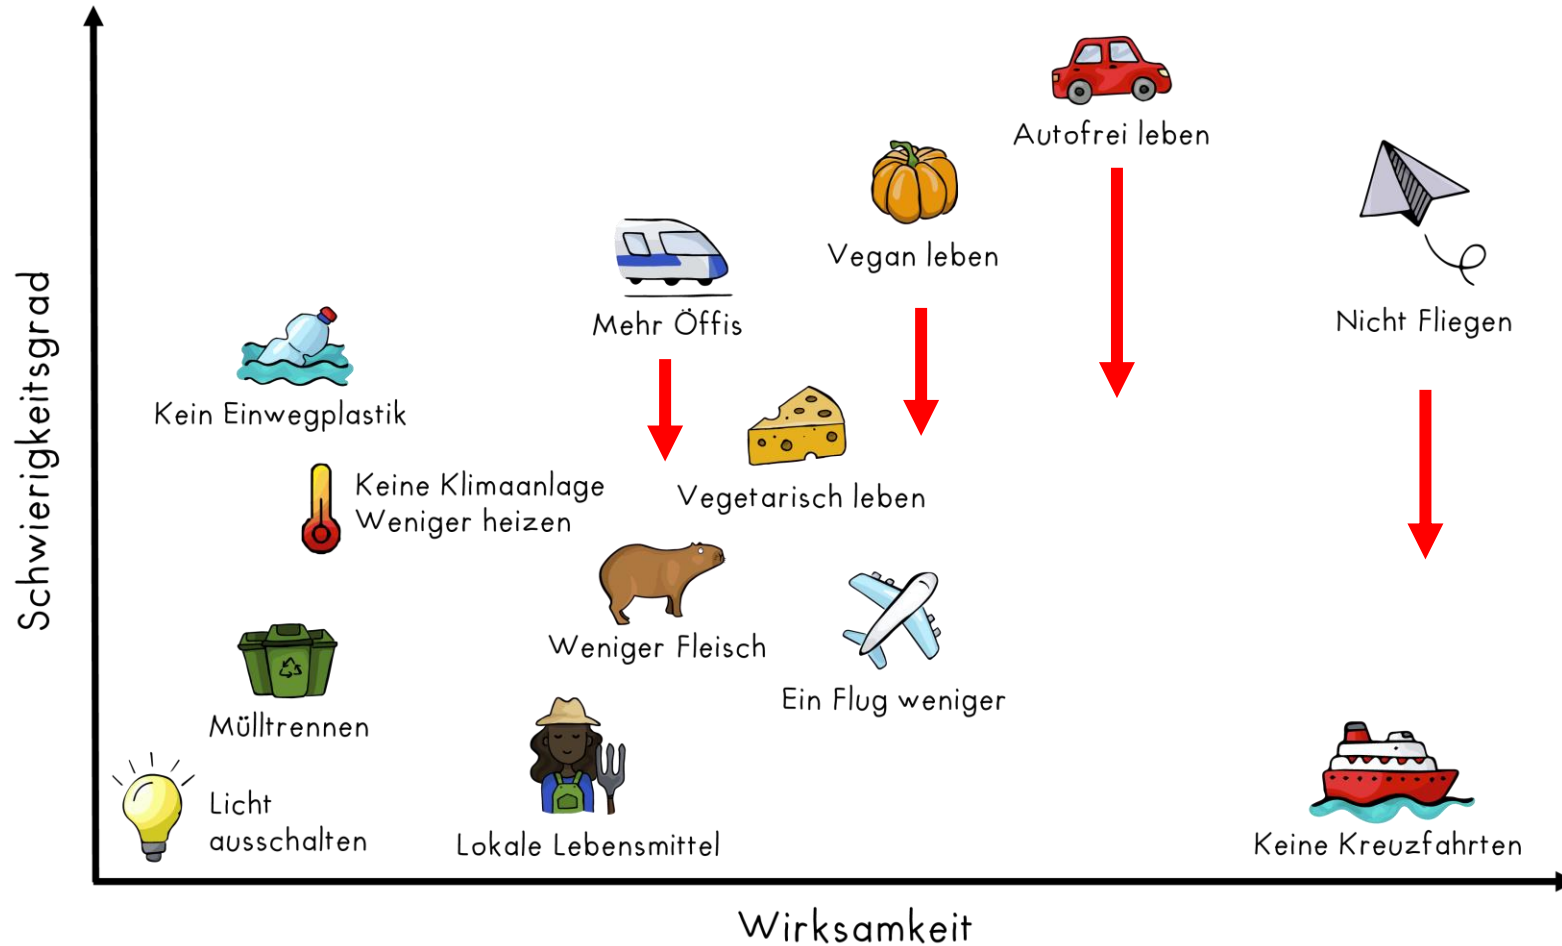 Autofrei leben
Vegan leben
Mehr Öffis
Nicht Fliegen
Kein Einwegplastik
Keine Klimaanlage
Weniger heizen
Vegetarisch leben
Weniger Fleisch
Ein Flug weniger
Mülltrennen
Licht
ausschalten
Lokale Lebensmittel
Keine Kreuzfahrten
Schwierigkeitsgrad
Wirksamkeit